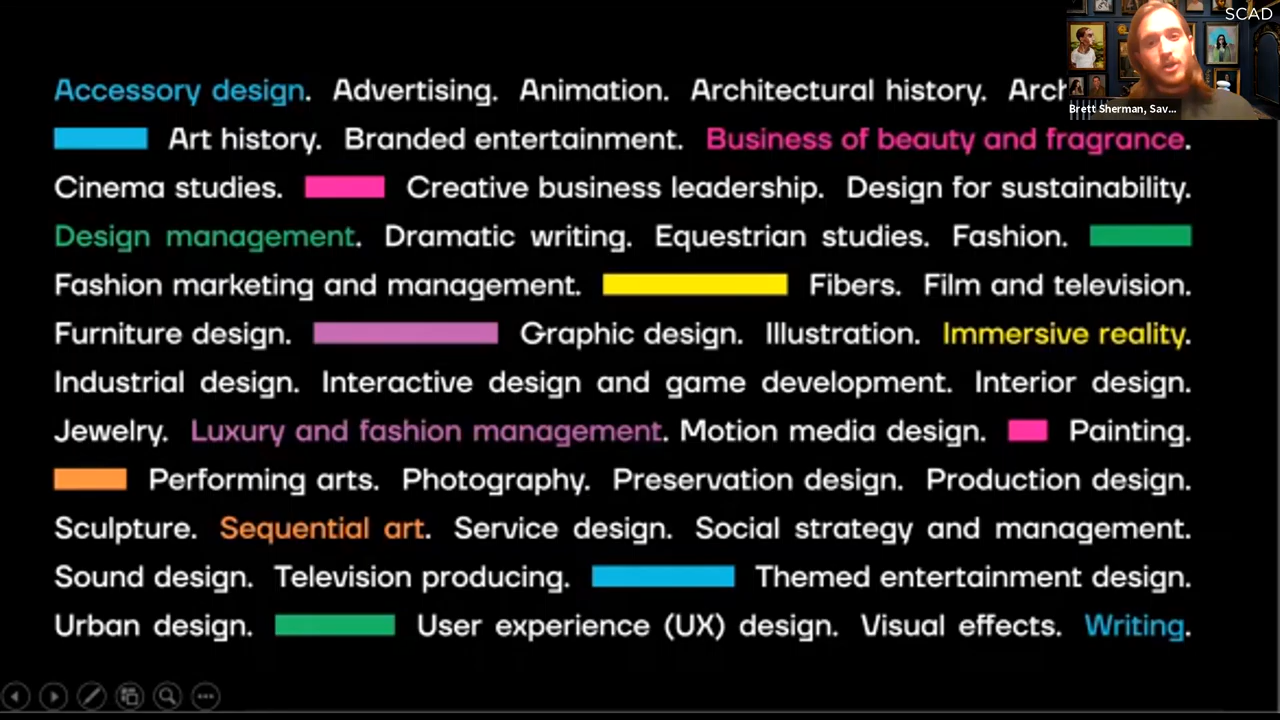 SCAD
Brett Sherman, Sav...
Accessory design. Advertising. Animation. Architectural history.
Art history. Branded entertainment. Business of beauty and fragrance.
Cinema studies. Creative business leadership. Design for sustainability.
Design management. Dramatic writing. Equestrian studies. Fashion.
Fashion marketing and management. Fibers. Film and television.
Furniture design. Graphic design. Illustration. Immersive reality.
Industrial design. Interactive design and game development. Interior design.
Jewelry. Luxury and fashion management. Motion media design. Painting.
Performing arts. Photography. Preservation design. Production design.
Sculpture. Sequential art. Service design. Social strategy and management.
Sound design. Television producing. Themed entertainment design.
Urban design. User experience (UX) design. Visual effects. Writing.